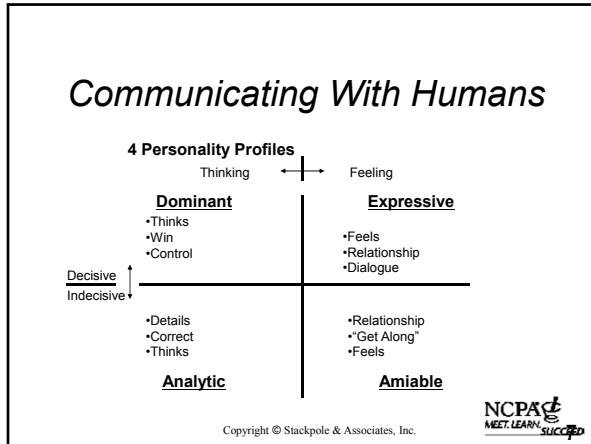 Communicating With Humans
4 Personality Profiles
Thinking Feeling
Dominant
•Thinks
•Win
•Control
Expressive
•Feels
•Relationship
•Dialogue
Decisive
Indecisive
•Details
•Correct
•Thinks
Analytic
•Relationship
•“Get Along”
•Feels
Amiable
Copyright © Stackpole & Associates, Inc.
NCPA
MEET. LEARN.